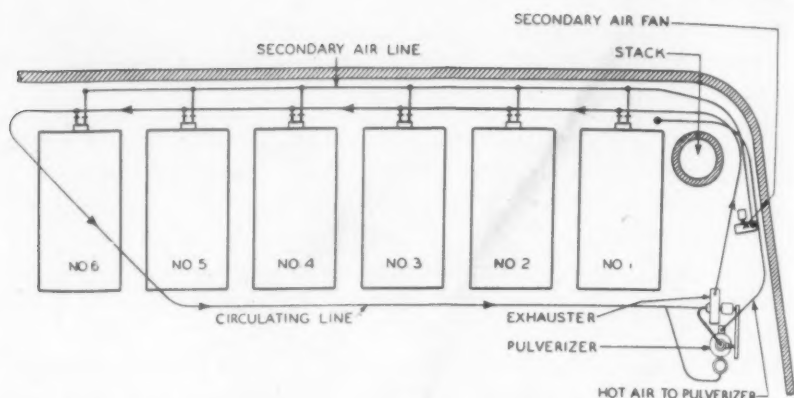 SECONDARY AIR FAN
SECONDARY AIR LINE
STACK
NO 6
NO 5
NO 4
NO 3
NO 2
NO 1
CIRCULATING LINE
EXHAUSTER
PULVERIZER
HOT AIR TO PULVERIZER